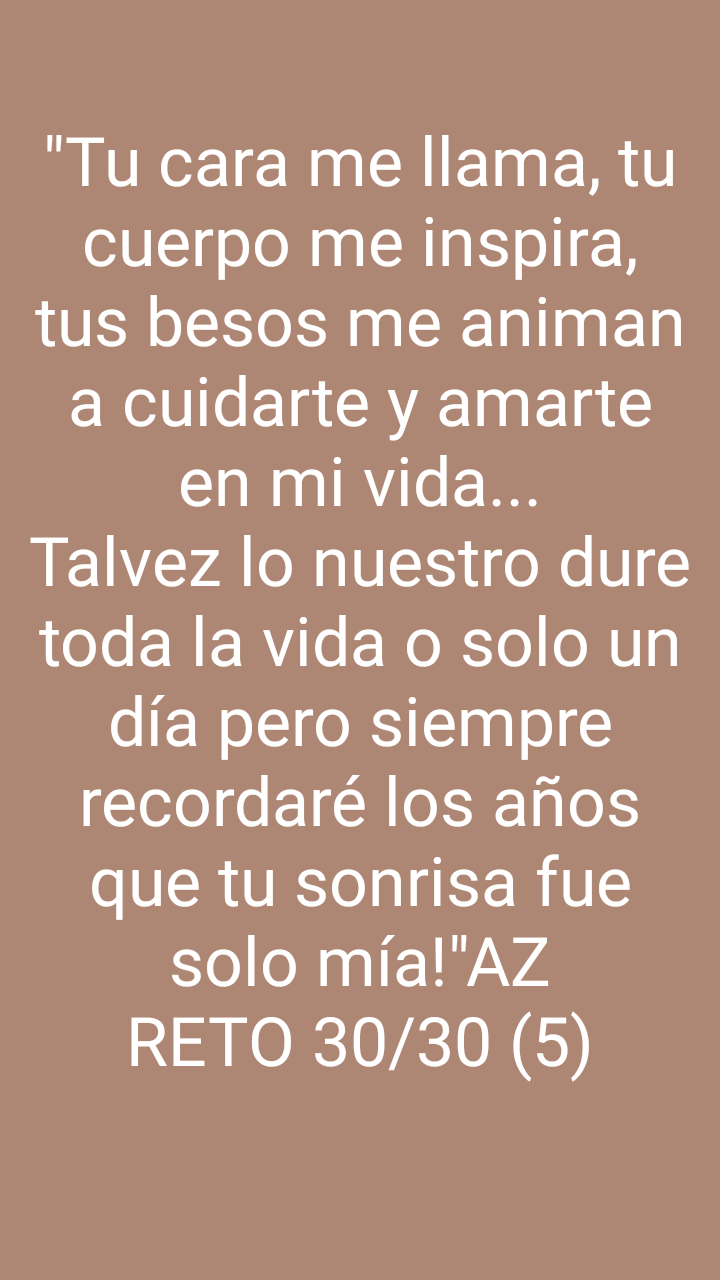 "Tu cara me llama, tu
cuerpo me inspira,
tus besos me animan
a cuidarte y amarte
en mi vida...
Talvez lo nuestro dure
toda la vida o solo un
día pero siempre
recordaré los años
que tu sonrisa fue
solo mía!"AZ
RETO 30/30 (5)